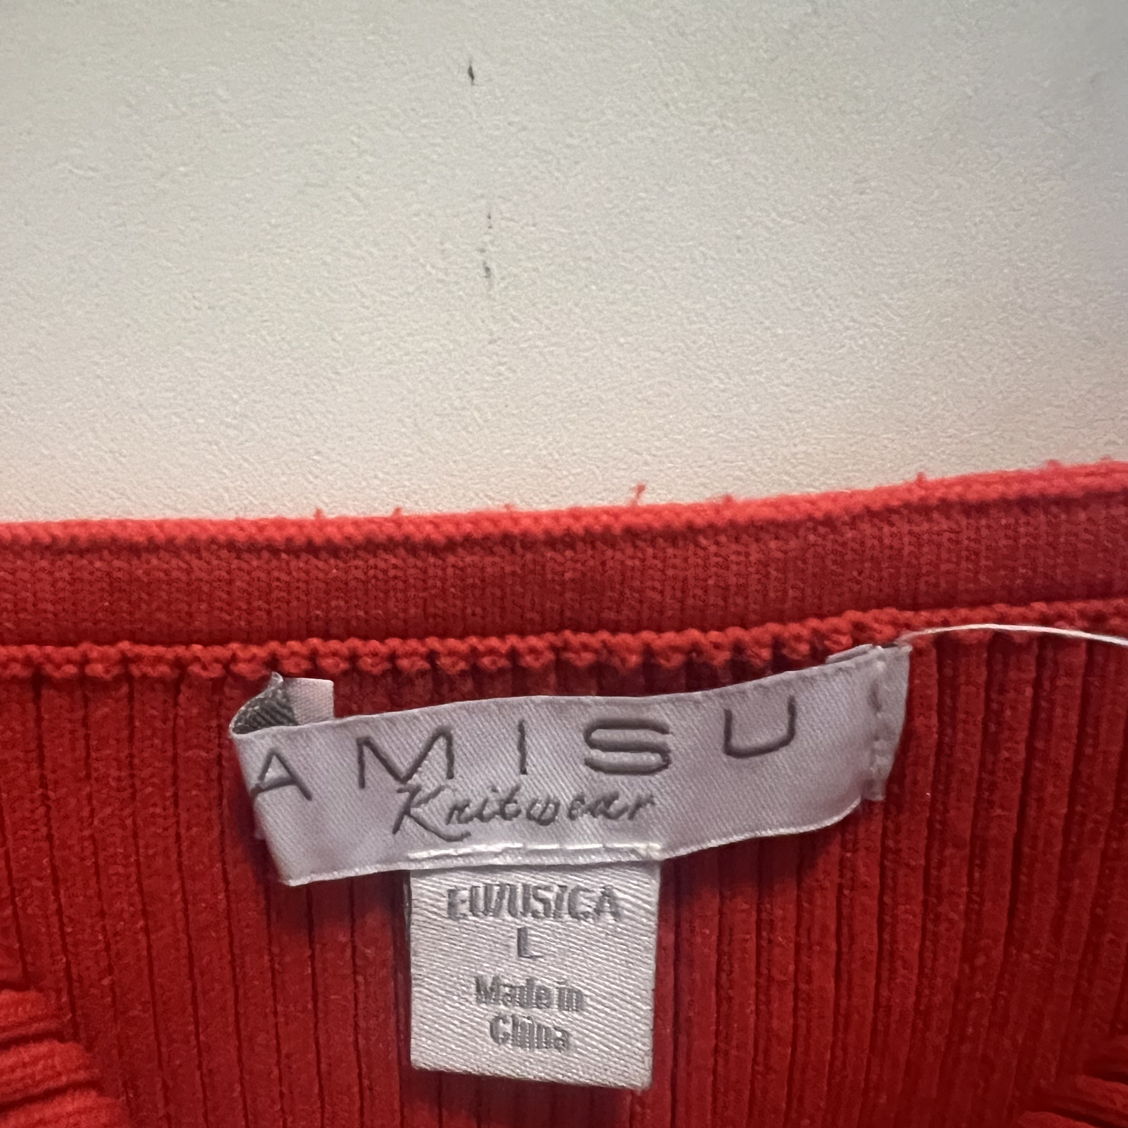 AMISU
Knitwear
EU/US/CA
L
Made in
China